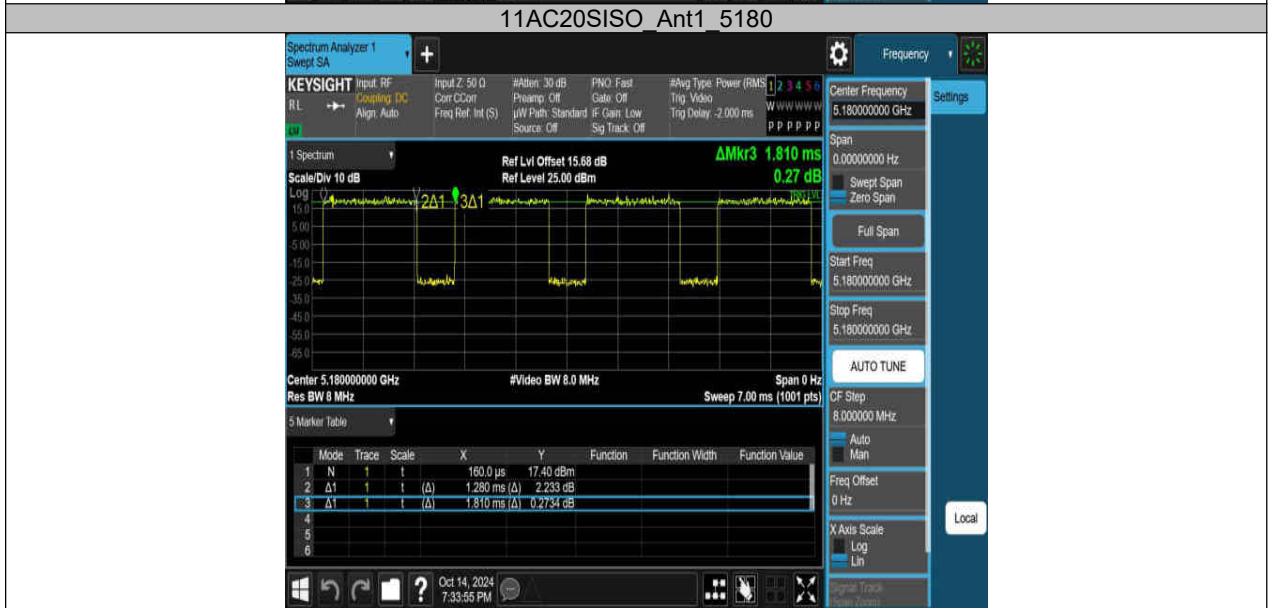 11AC20SISO_Ant1_5180
Spectrum Analyzer 1
Swept SA
+
Frequency
KEYSIGHT
RL
Input: RF
Coupling: DC
Align: Auto
Input Z: 50 Ω
Corr CCorr
Freq Ref: Int (S)
#Atten: 30 dB
Preamp: Off
µW Path: Standard
Source: Off
PNO: Fast
Gate: Off
IF Gain: Low
Sig Track: Off
#Avg Type: Power (RMS
Trig: Video
Trig Delay: -2.000 ms
1 2 3 4 5 6
W W W W W W
P P P P P P
Center Frequency
5.180000000 GHz
Settings
1 Spectrum
Ref Lvl Offset 15.68 dB
ΔMkr3 1.810 ms
Scale/Div 10 dB
Ref Level 25.00 dBm
0.27 dB
Log
15.0
5.00
-5.00
-15.0
-25.0
-35.0
-45.0
-55.0
-65.0
2Δ1
3Δ1
TRIG LVL
Span
0.00000000 Hz
Swept Span
Zero Span
Full Span
Start Freq
5.180000000 GHz
Stop Freq
5.180000000 GHz
AUTO TUNE
Center 5.180000000 GHz
#Video BW 8.0 MHz
Span 0 Hz
Res BW 8 MHz
Sweep 7.00 ms (1001 pts)
CF Step
8.000000 MHz
Auto
Man
5 Marker Table
Mode Trace Scale X Y Function Function Width Function Value
1 N 1 t 160.0 µs 17.40 dBm
2 Δ1 1 t (Δ) 1.280 ms (Δ) 2.233 dB
3 Δ1 1 t (Δ) 1.810 ms (Δ) 0.2734 dB
4
5
6
Freq Offset
0 Hz
X Axis Scale
Log
Lin
Local
Signal Track
(Span Zoom)
?
Oct 14, 2024
7:33:55 PM